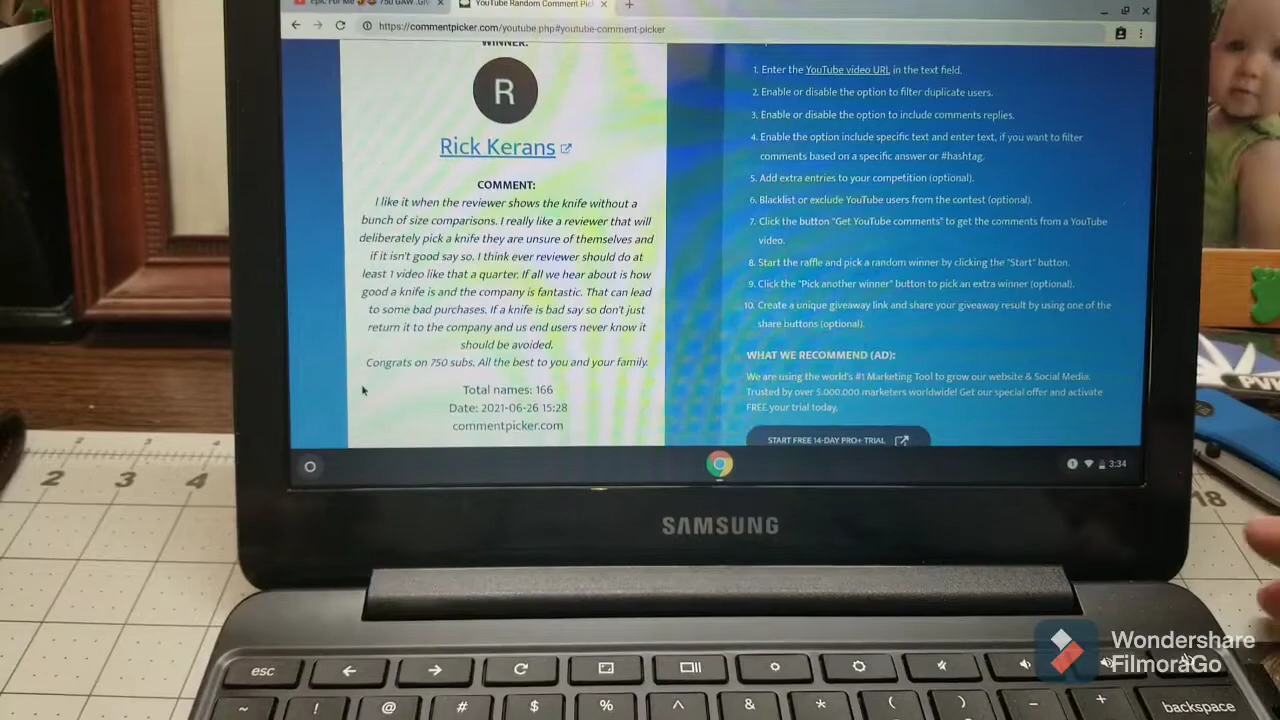 YouTube Random Comment Pic
https://commentpicker.com/youtube.php#youtube-comment-picker
WINNER:
R
Rick Kerans
COMMENT:
I like it when the reviewer shows the knife without a
bunch of size comparisons. I really like a reviewer that will
deliberately pick a knife they are unsure of themselves and
if it isn't good say so. I think ever reviewer should do at
least 1 video like that a quarter. If all we hear about is how
good a knife is and the company is fantastic. That can lead
to some bad purchases. If a knife is bad say so don't just
return it to the company and us end users never know it
should be avoided.
Congrats on 750 subs. All the best to you and your family.
Total names: 166
Date: 2021-06-26 15:28
commentpicker.com
1. Enter the YouTube video URL in the text field.
2. Enable or disable the option to filter duplicate users.
3. Enable or disable the option to include comments replies.
4. Enable the option include specific text and enter text, if you want to filter
comments based on a specific answer or #hashtag.
5. Add extra entries to your competition (optional).
6. Blacklist or exclude YouTube users from the contest (optional).
7. Click the button "Get YouTube comments" to get the comments from a YouTube
video.
8. Start the raffle and pick a random winner by clicking the "Start" button.
9. Click the "Pick another winner" button to pick an extra winner (optional).
10. Create a unique giveaway link and share your giveaway result by using one of the
share buttons (optional).
WHAT WE RECOMMEND (AD):
We are using the world's #1 Marketing Tool to grow our website & Social Media.
Trusted by over 5.000.000 marketers worldwide! Get our special offer and activate
FREE your trial today.
START FREE 14-DAY PRO+ TRIAL
3:34
SAMSUNG
2 3 4
18
Wondershare
FilmoraGo
esc
~ ! @ # $ % ^ & * ( ) − + backspace